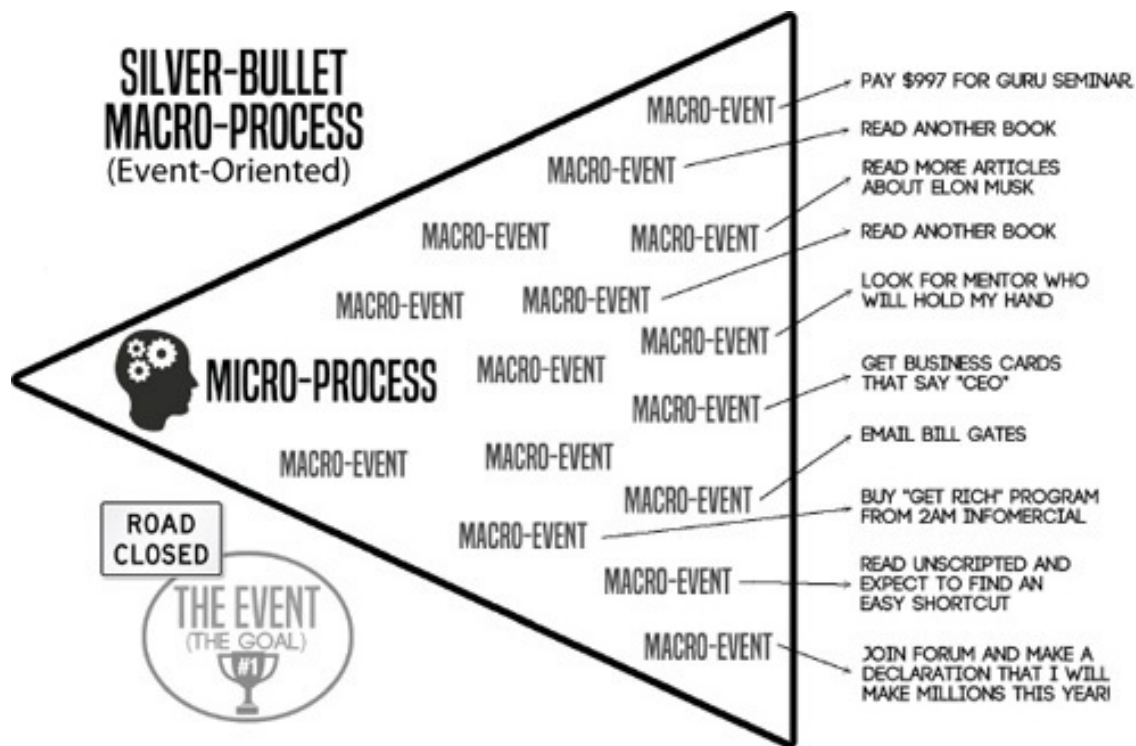 SILVER-BULLET
MACRO-PROCESS
(Event-Oriented)
MACRO-EVENT
PAY $997 FOR GURU SEMINAR.
MACRO-EVENT
READ ANOTHER BOOK
MACRO-EVENT
MACRO-EVENT
READ MORE ARTICLES
ABOUT ELON MUSK
MACRO-EVENT
MACRO-EVENT
READ ANOTHER BOOK
MACRO-EVENT
LOOK FOR MENTOR WHO
WILL HOLD MY HAND
MICRO-PROCESS
MACRO-EVENT
MACRO-EVENT
GET BUSINESS CARDS
THAT SAY "CEO"
MACRO-EVENT
MACRO-EVENT
MACRO-EVENT
EMAIL BILL GATES
MACRO-EVENT
BUY "GET RICH" PROGRAM
FROM 2AM INFOMERCIAL
MACRO-EVENT
READ UNSCRIPTED AND
EXPECT TO FIND AN
EASY SHORTCUT
MACRO-EVENT
JOIN FORUM AND MAKE A
DECLARATION THAT I WILL
MAKE MILLIONS THIS YEAR!
ROAD
CLOSED
THE EVENT
(THE GOAL)
#1